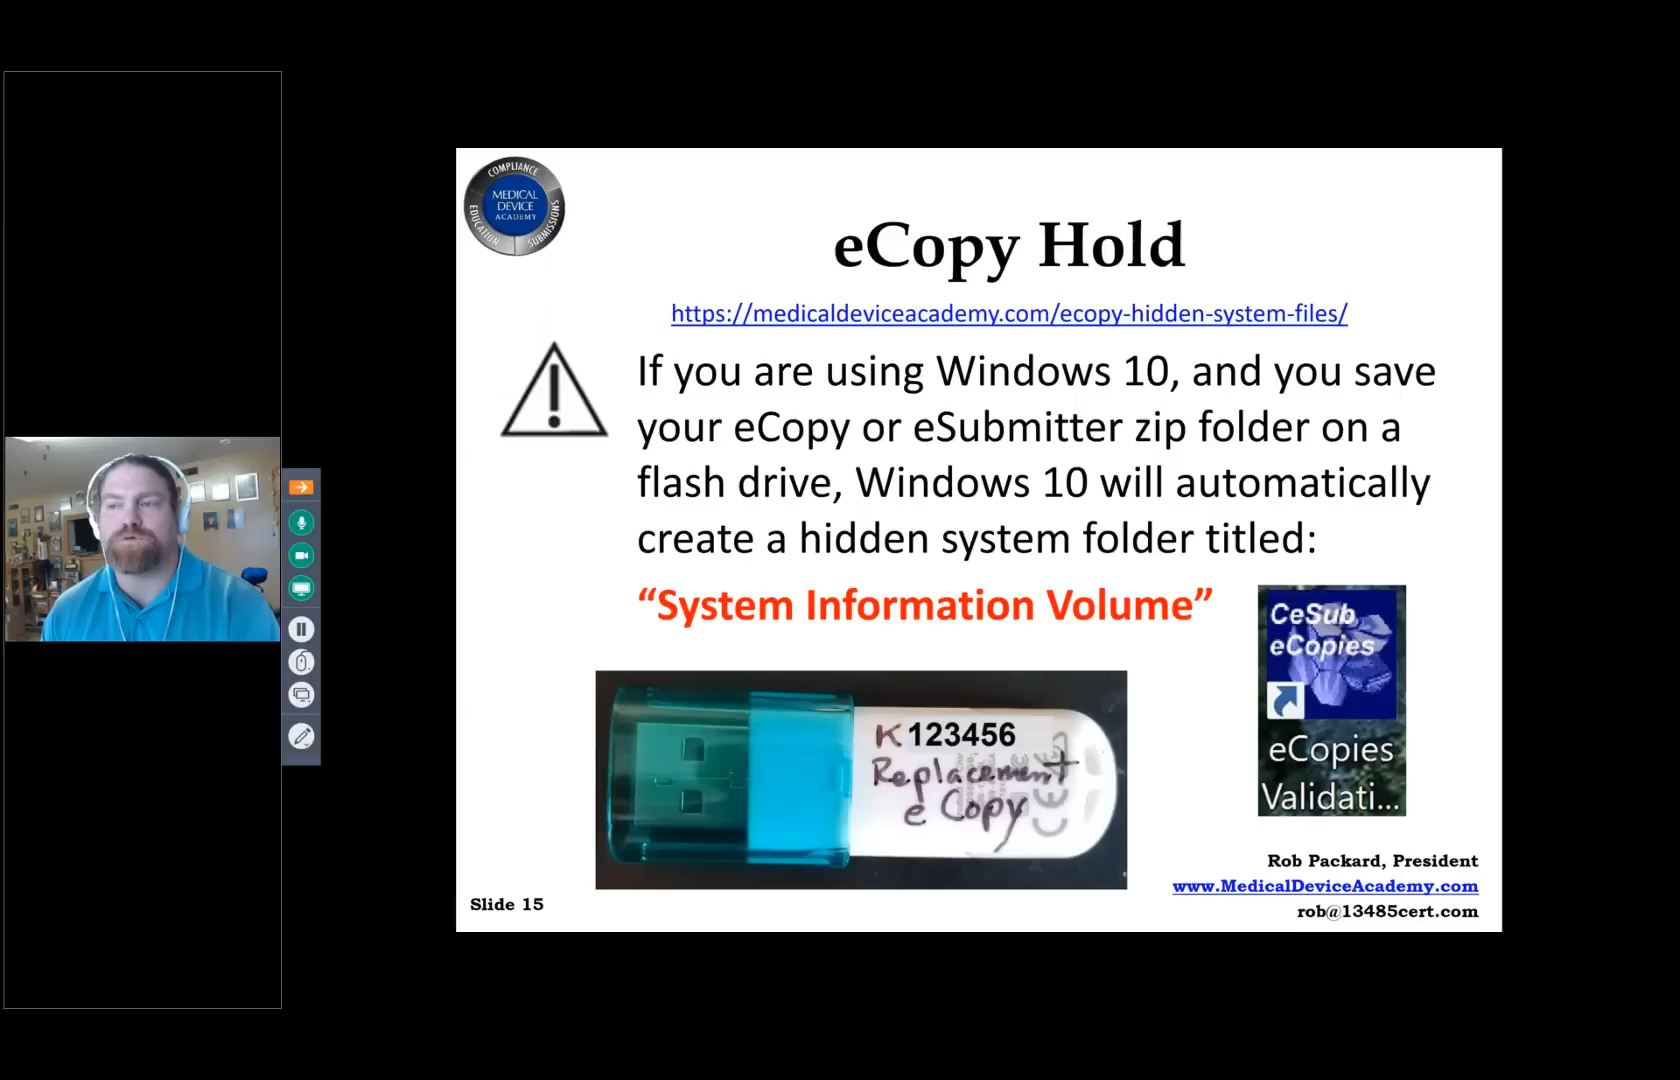 COMPLIANCE
EDUCATION
SUBMISSIONS
MEDICAL
DEVICE
ACADEMY
eCopy Hold
https://medicaldeviceacademy.com/ecopy-hidden-system-files/
If you are using Windows 10, and you save
your eCopy or eSubmitter zip folder on a
flash drive, Windows 10 will automatically
create a hidden system folder titled:
“System Information Volume”
CeSub
eCopies
eCopies
Validati...
K123456
Replacement
eCopy
CE
Rob Packard, President
www.MedicalDeviceAcademy.com
rob@13485cert.com
Slide 15